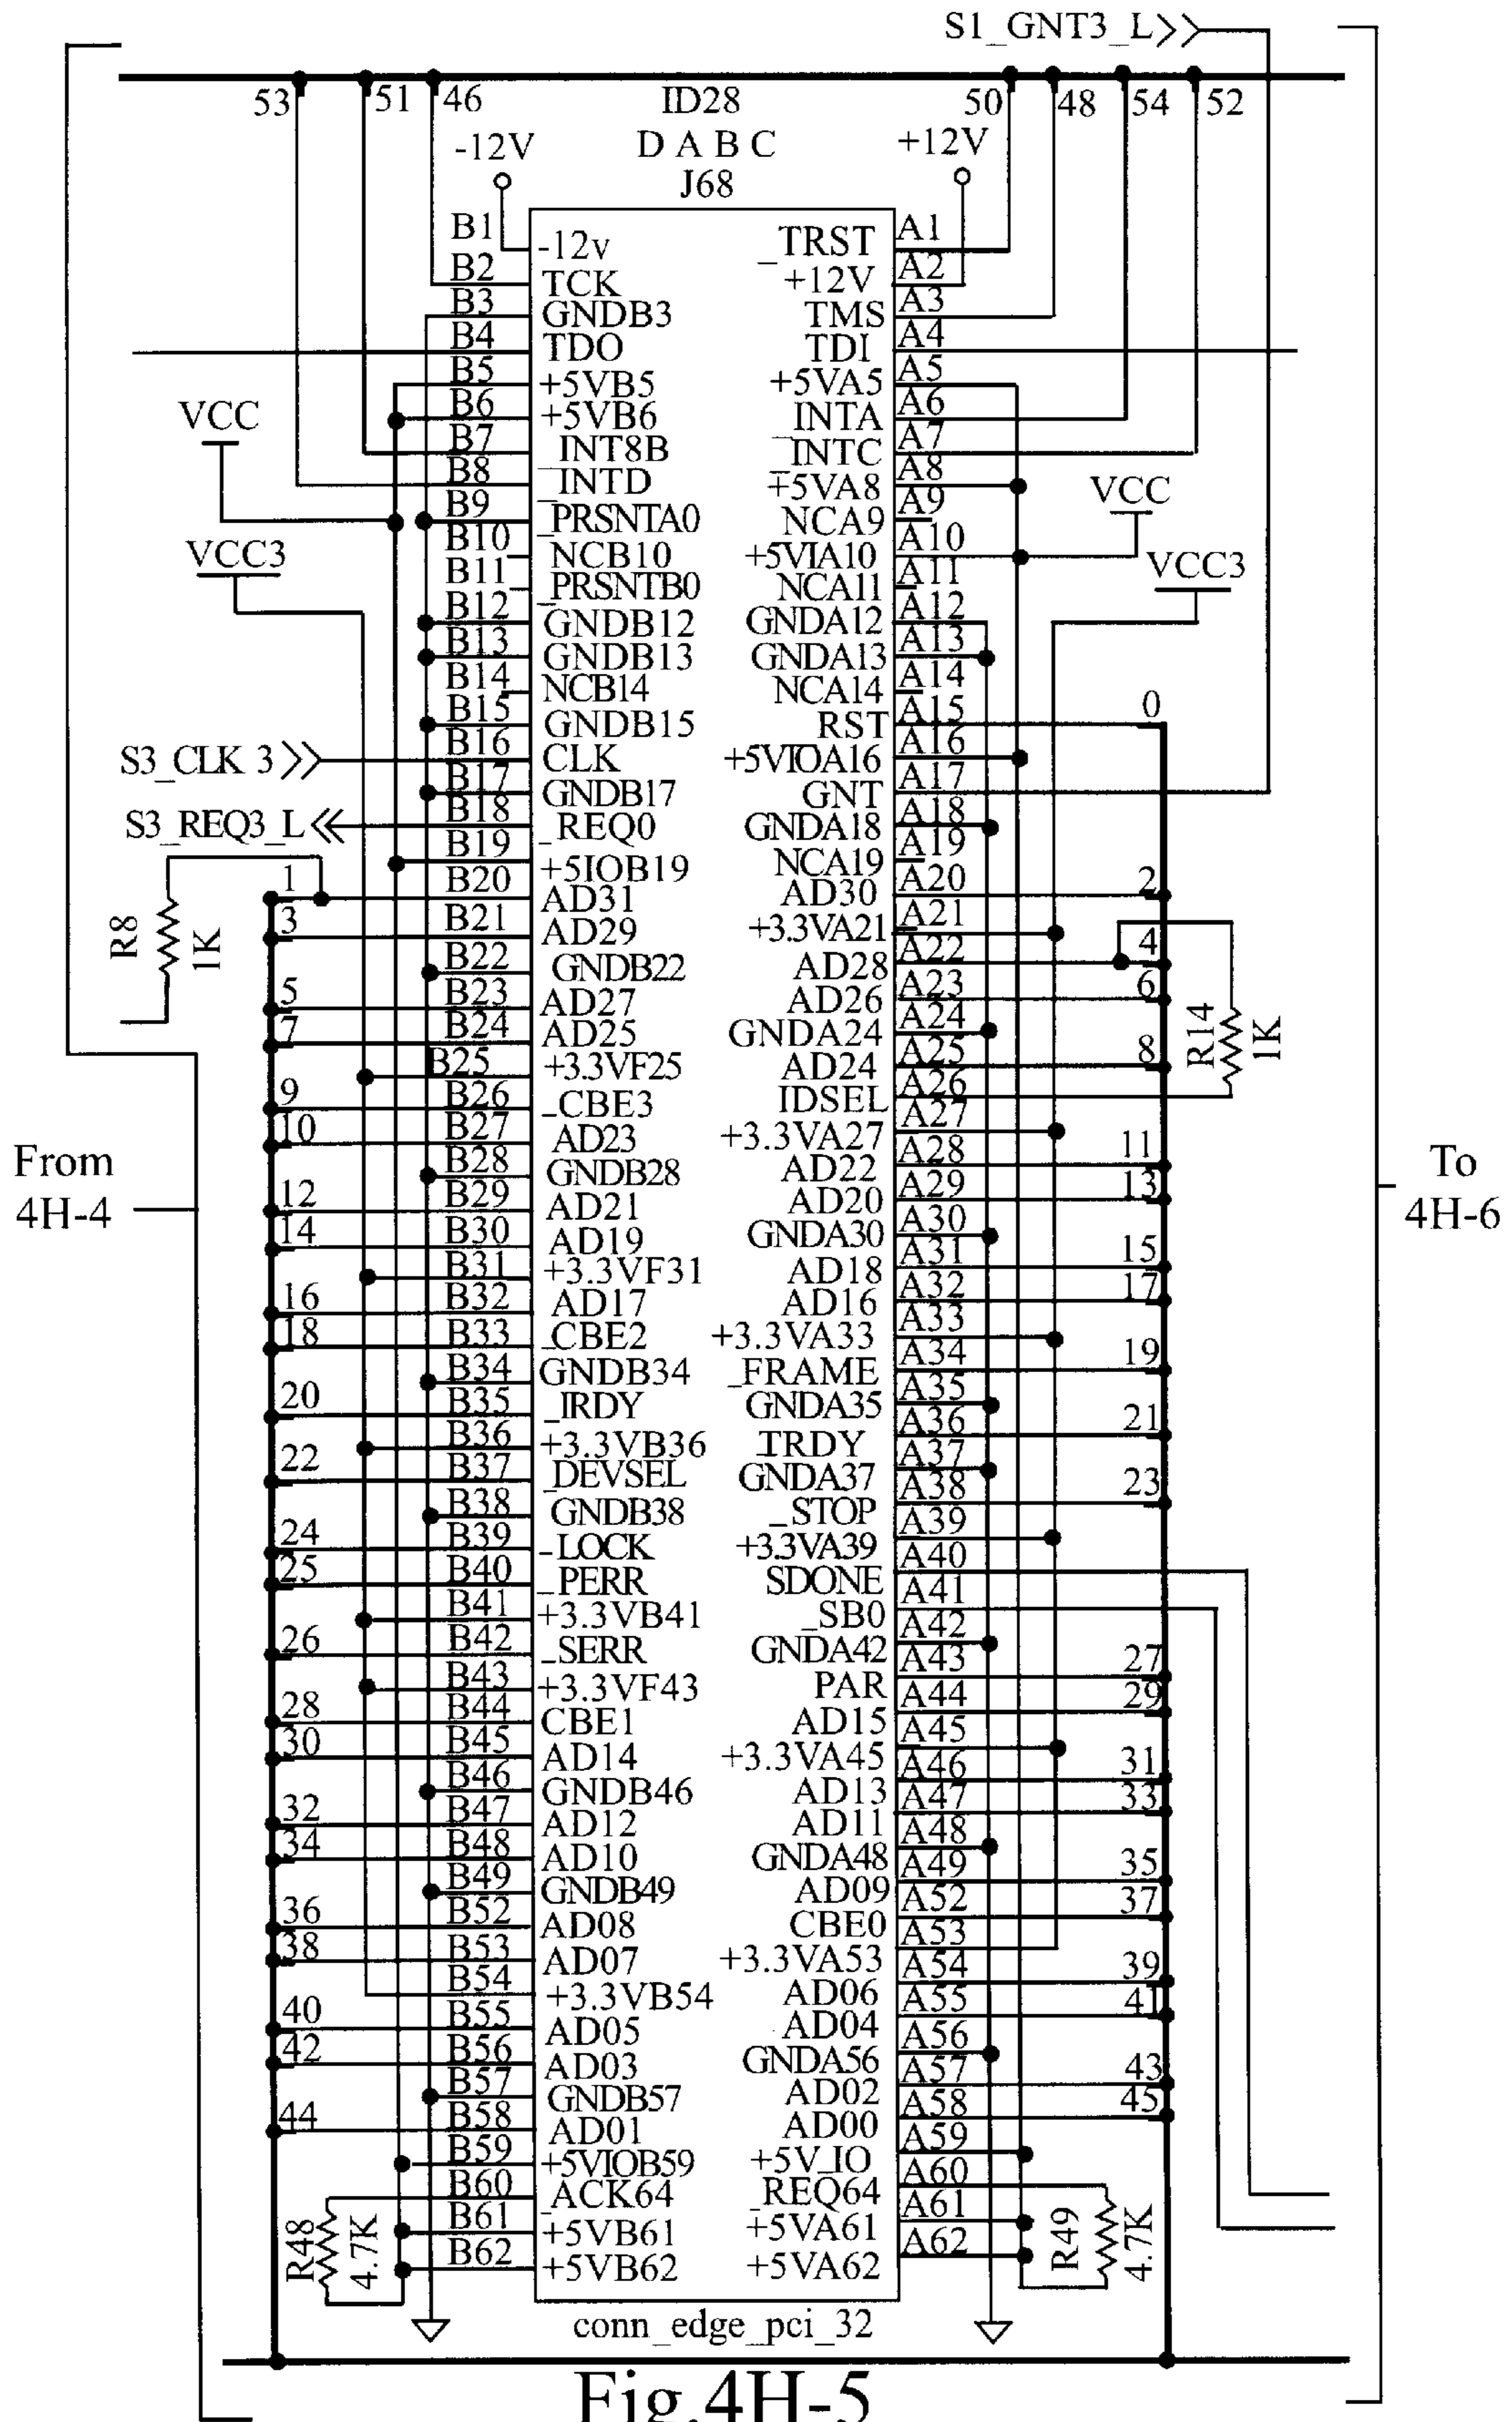 S1_GNT3_L
53 51 46 ID28 50 48 54 52
-12V D A B C +12V
J68
B1 -12v _TRST A1
B2 TCK +12V A2
B3 GNDB3 TMS A3
B4 TDO TDI A4
B5 +5VB5 +5VA5 A5
VCC B6 +5VB6 INTA A6
B7 _INT8B _INTC A7
B8 _INTD +5VA8 A8 VCC
B9 _PRSNTA0 NCA9 A9
VCC3 B10 NCB10 +5VIA10 A10 VCC3
B11 _PRSNTB0 NCA11 A11
B12 GNDB12 GNDA12 A12
B13 GNDB13 GNDA13 A13
B14 NCB14 NCA14 A14
B15 GNDB15 RST A15 0
S3_CLK 3 B16 CLK +5VIOA16 A16
B17 GNDB17 GNT A17
S3_REQ3_L B18 _REQ0 GNDA18 A18
B19 +5IOB19 NCA19 A19
1 B20 AD31 AD30 A20 2
R8 1K 3 B21 AD29 +3.3VA21 A21
B22 GNDB22 AD28 A22 4
5 B23 AD27 AD26 A23 6
7 B24 AD25 GNDA24 A24 R14 1K
B25 +3.3VF25 AD24 A25 8
9 B26 _CBE3 IDSEL A26
10 B27 AD23 +3.3VA27 A27
From B28 GNDB28 AD22 A28 11 To
4H-4 12 B29 AD21 AD20 A29 13 4H-6
14 B30 AD19 GNDA30 A30
B31 +3.3VF31 AD18 A31 15
16 B32 AD17 AD16 A32 17
18 B33 _CBE2 +3.3VA33 A33
B34 GNDB34 _FRAME A34 19
20 B35 _IRDY GNDA35 A35
B36 +3.3VB36 TRDY A36 21
22 B37 _DEVSEL GNDA37 A37
B38 GNDB38 _STOP A38 23
24 B39 -LOCK +3.3VA39 A39
25 B40 _PERR SDONE A40
B41 +3.3VB41 _SB0 A41
26 B42 _SERR GNDA42 A42
B43 +3.3VF43 PAR A43 27
28 B44 CBE1 AD15 A44 29
30 B45 AD14 +3.3VA45 A45
B46 GNDB46 AD13 A46 31
32 B47 AD12 AD11 A47 33
34 B48 AD10 GNDA48 A48
B49 GNDB49 AD09 A49 35
36 B52 AD08 CBE0 A52 37
38 B53 AD07 +3.3VA53 A53
B54 +3.3VB54 AD06 A54 39
40 B55 AD05 AD04 A55 41
42 B56 AD03 GNDA56 A56
B57 GNDB57 AD02 A57 43
44 B58 AD01 AD00 A58 45
B59 +5VIOB59 +5V_IO A59
B60 _ACK64 _REQ64 A60
R48 4.7K B61 +5VB61 +5VA61 A61 R49 4.7K
B62 +5VB62 +5VA62 A62
conn_edge_pci_32
Fig.4H-5